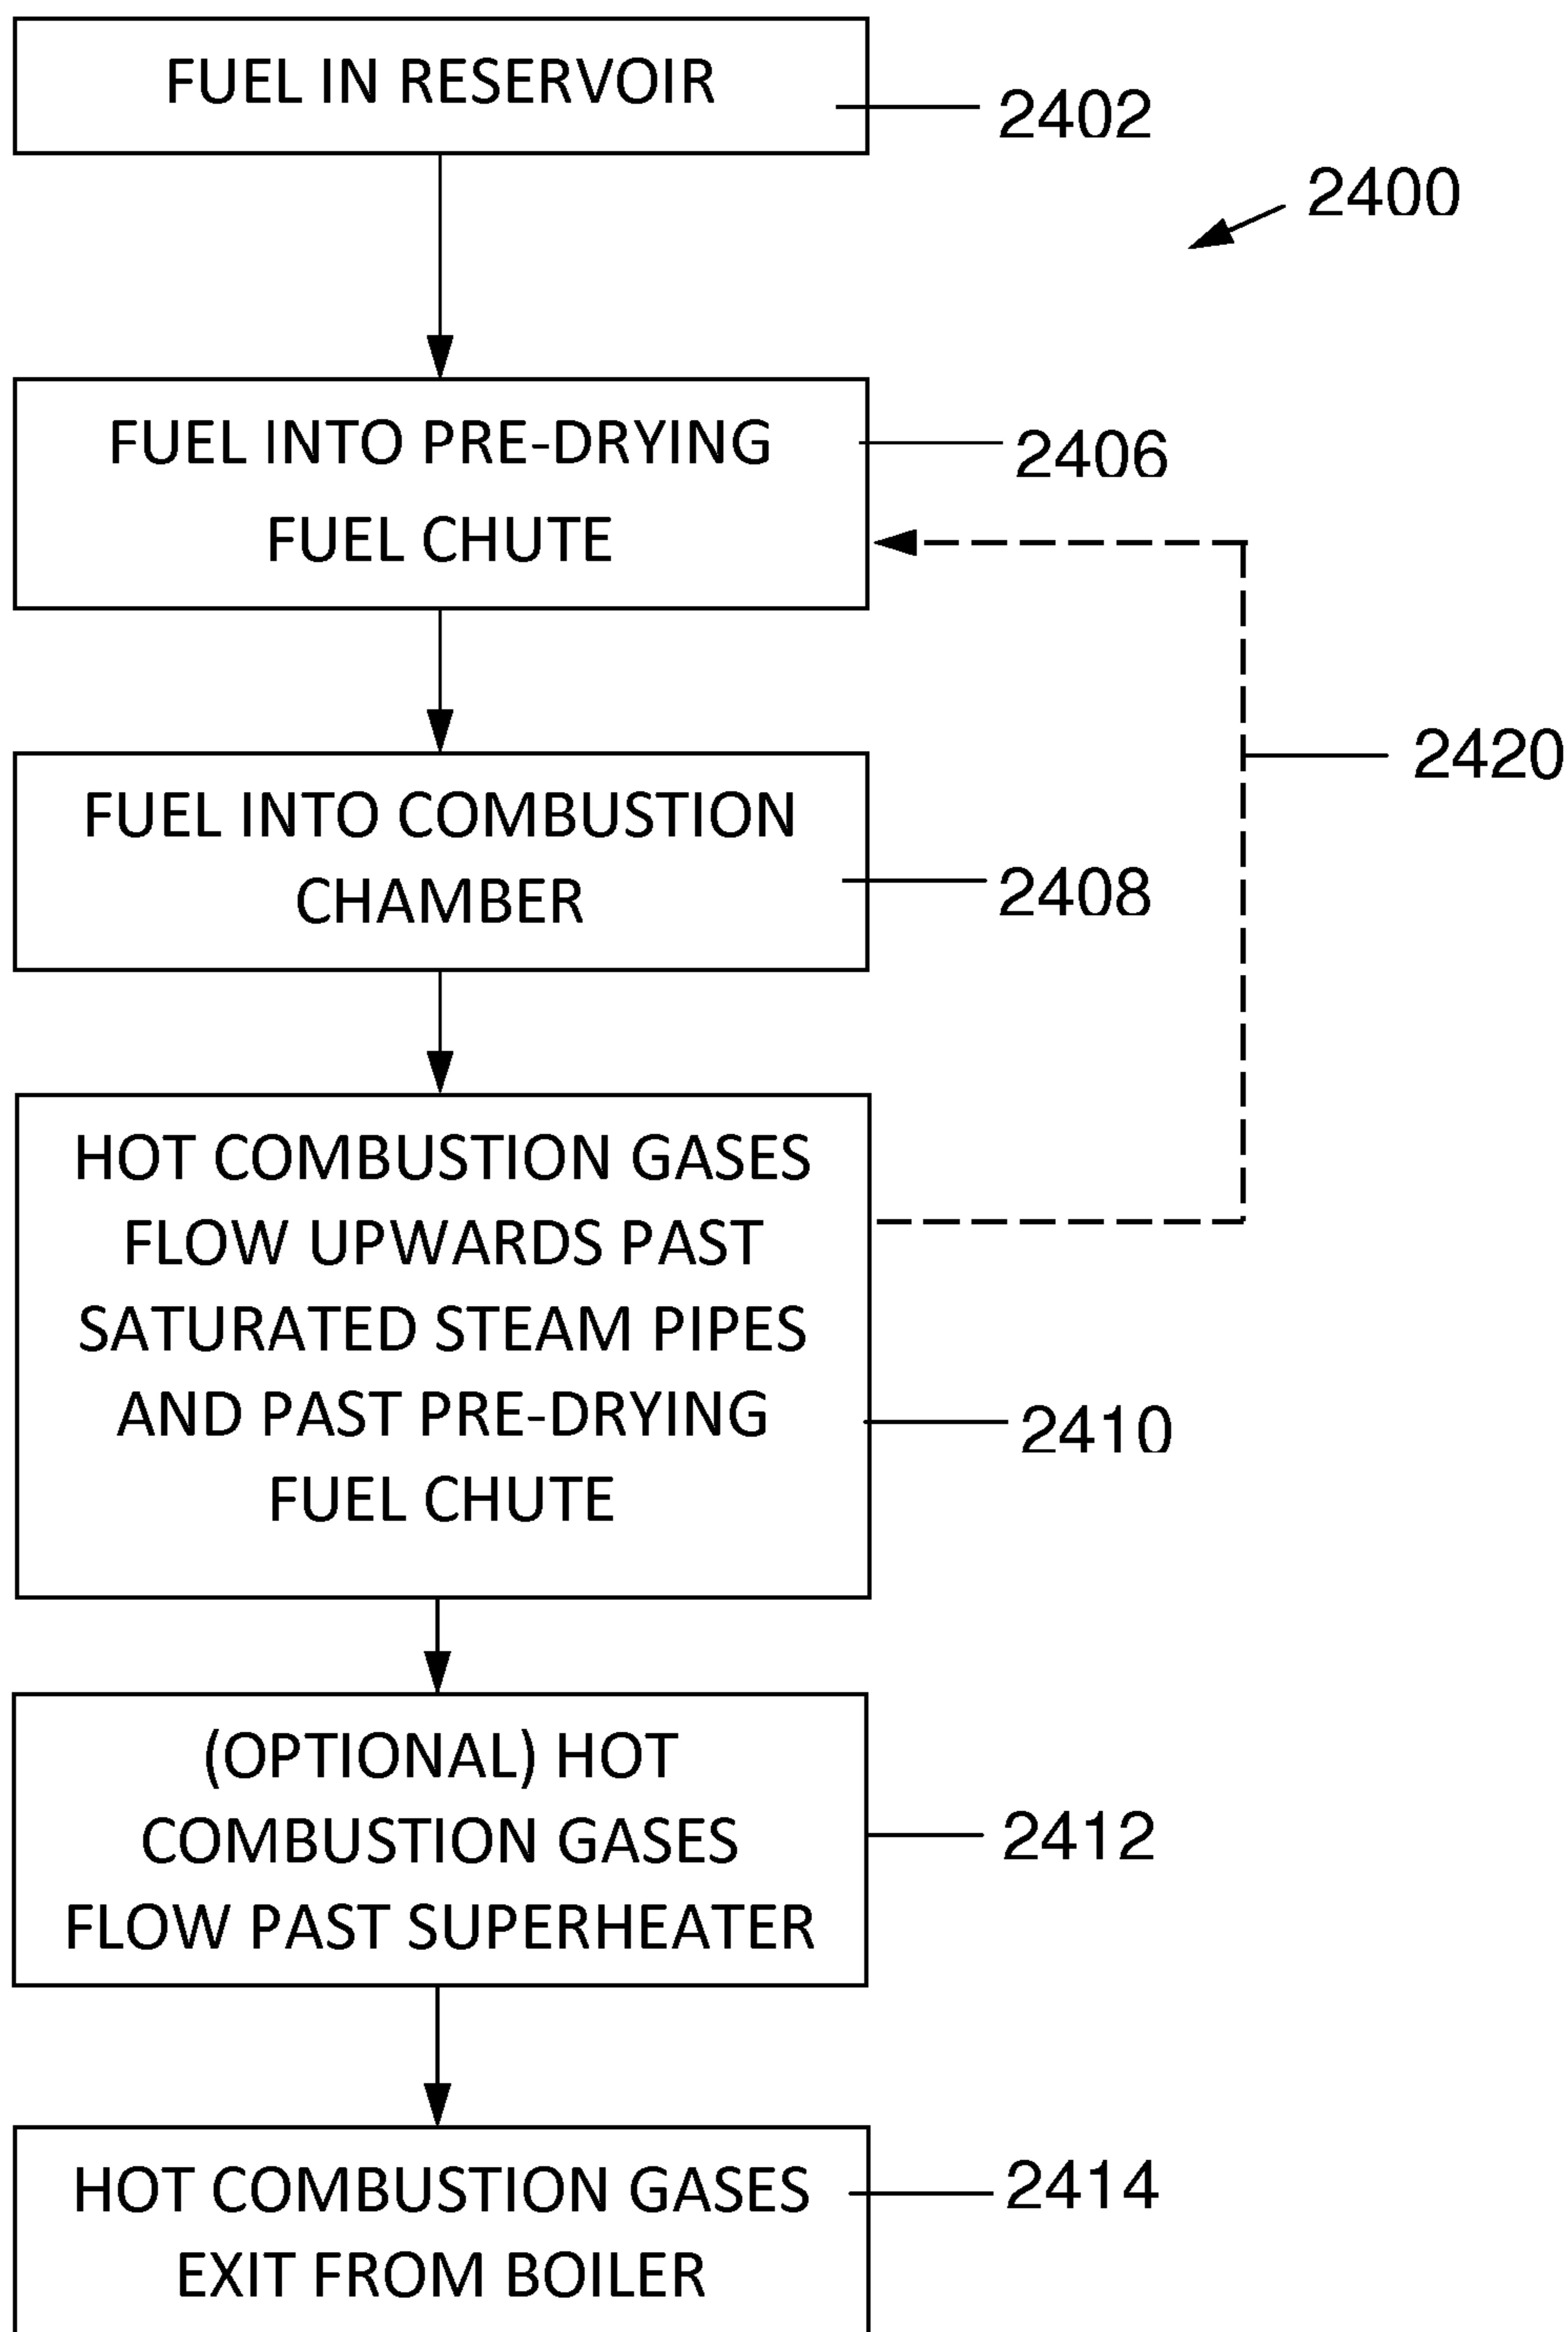 FUEL IN RESERVOIR
2402
2400
FUEL INTO PRE-DRYING
FUEL CHUTE
2406
2420
FUEL INTO COMBUSTION
CHAMBER
2408
HOT COMBUSTION GASES
FLOW UPWARDS PAST
SATURATED STEAM PIPES
AND PAST PRE-DRYING
FUEL CHUTE
2410
(OPTIONAL) HOT
COMBUSTION GASES
FLOW PAST SUPERHEATER
2412
HOT COMBUSTION GASES
EXIT FROM BOILER
2414